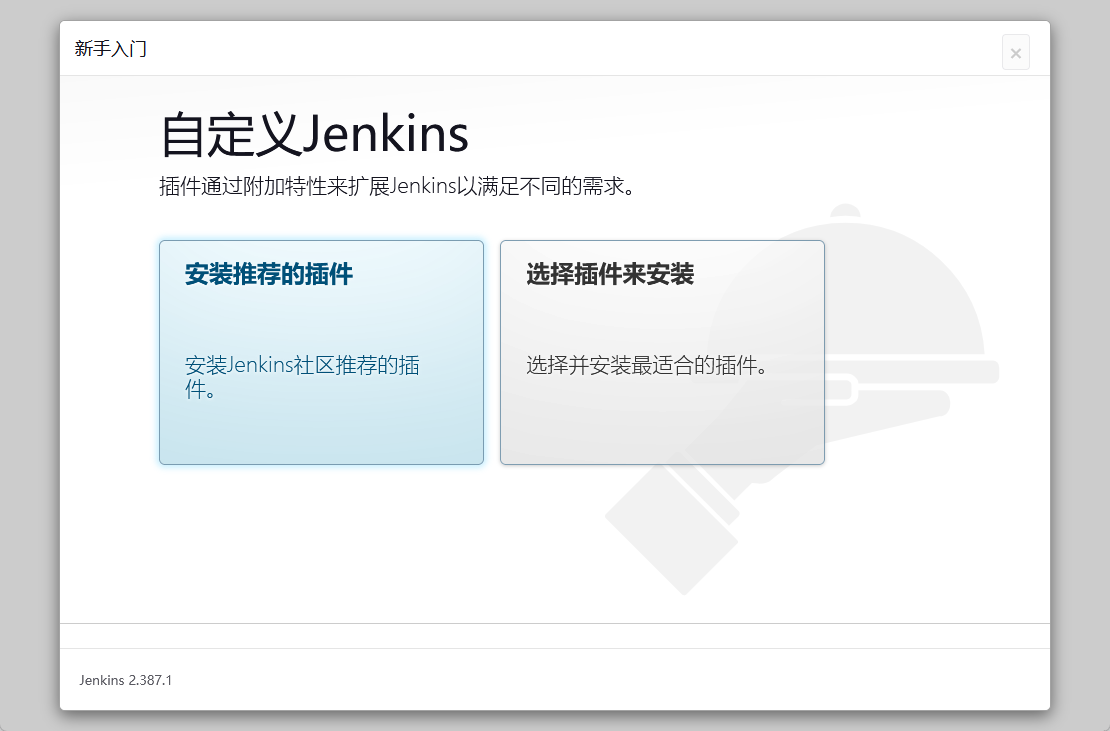 新手入门
×
自定义Jenkins
插件通过附加特性来扩展Jenkins以满足不同的需求。
安装推荐的插件
安装Jenkins社区推荐的插
件。
选择插件来安装
选择并安装最适合的插件。
Jenkins 2.387.1